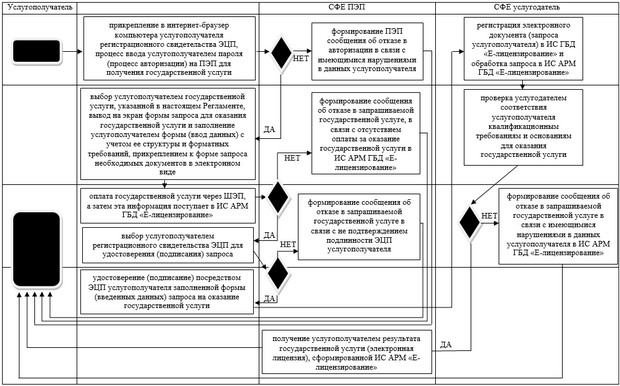 Услугополучатель
СФЕ ПЭП
СФЕ услугодатель
прикрепление в интернет-браузер
компьютера услугополучателя
регистрационного свидетельства ЭЦП,
процесс ввода услугополучателем пароля
(процесс авторизации) на ПЭП для
получения государственной услуги
НЕТ
формирование ПЭП
сообщения об отказе в
авторизации в связи с
имеющимися нарушениями
в данных услугополучателя
регистрация электронного
документа (запроса
услугополучателя) в ИС ГБД
«Е-лицензирование» и
обработка запроса в ИС АРМ
ГБД «Е-лицензирование»
ДА
выбор услугополучателем государственной
услуги, указанной в настоящем Регламенте,
вывод на экран формы запроса для оказания
государственной услуги и заполнение
услугополучателем формы (ввод данных) с
учетом ее структуры и форматных
требований, прикреплением к форме запроса
необходимых документов в электронном
виде
НЕТ
формирование сообщения
об отказе в запрашиваемой
государственной услуге, в
связи с отсутствием
оплаты за оказание
государственной услуги в
ИС АРМ ГБД «Е-
лицензирование»
проверка услугодателем
соответствия
услугополучателя
квалификационным
требованиям и основаниям
для оказания
государственной услуги
оплата государственной услуги через ШЭП,
а затем эта информация поступает в ИС АРМ
ГБД «Е-лицензирование»
ДА
выбор услугополучателем
регистрационного свидетельства ЭЦП для
удостоверения (подписания) запроса
НЕТ
формирование сообщения об
отказе в запрашиваемой
государственной услуге в
связи с не подтверждением
подлинности ЭЦП
услугополучателя
НЕТ
формирование сообщения об
отказе в запрашиваемой
государственной услуге в
связи с имеющимися
нарушениями в данных
услугополучателя в ИС АРМ
ГБД «Е-лицензирование»
удостоверение (подписание) посредством
ЭЦП услугополучателя заполненной формы
(введенных данных) запроса на оказание
государственной услуги
ДА
получение услугополучателем результата
государственной услуги (электронная
лицензия), сформированной ИС АРМ «Е-
лицензирование»
ДА